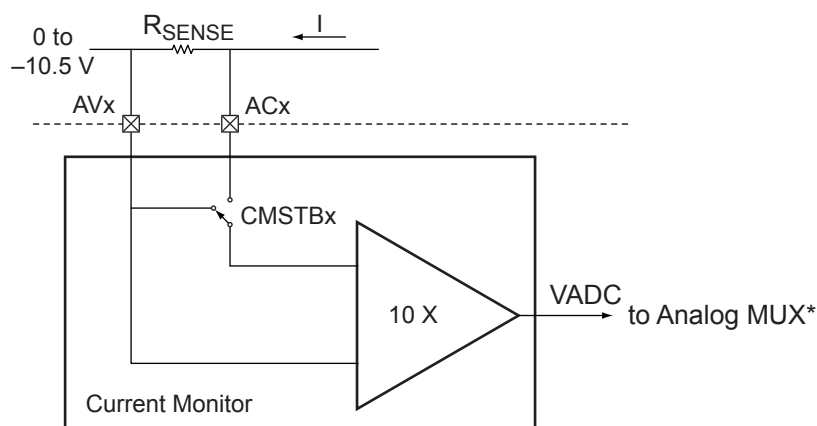 0 to
–10.5 V
RSENSE
I
AVx
ACx
CMSTBx
10 X
VADC
to Analog MUX*
Current Monitor